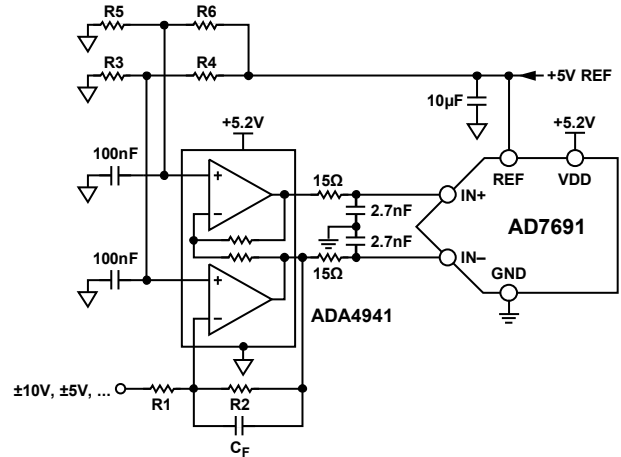 R5
R6
R3
R4
+5V REF
10µF
+5.2V
+5.2V
100nF
15Ω
REF
VDD
IN+
2.7nF
AD7691
2.7nF
IN–
100nF
15Ω
GND
ADA4941
+
–
+
–
±10V, ±5V, ...
R1
R2
CF